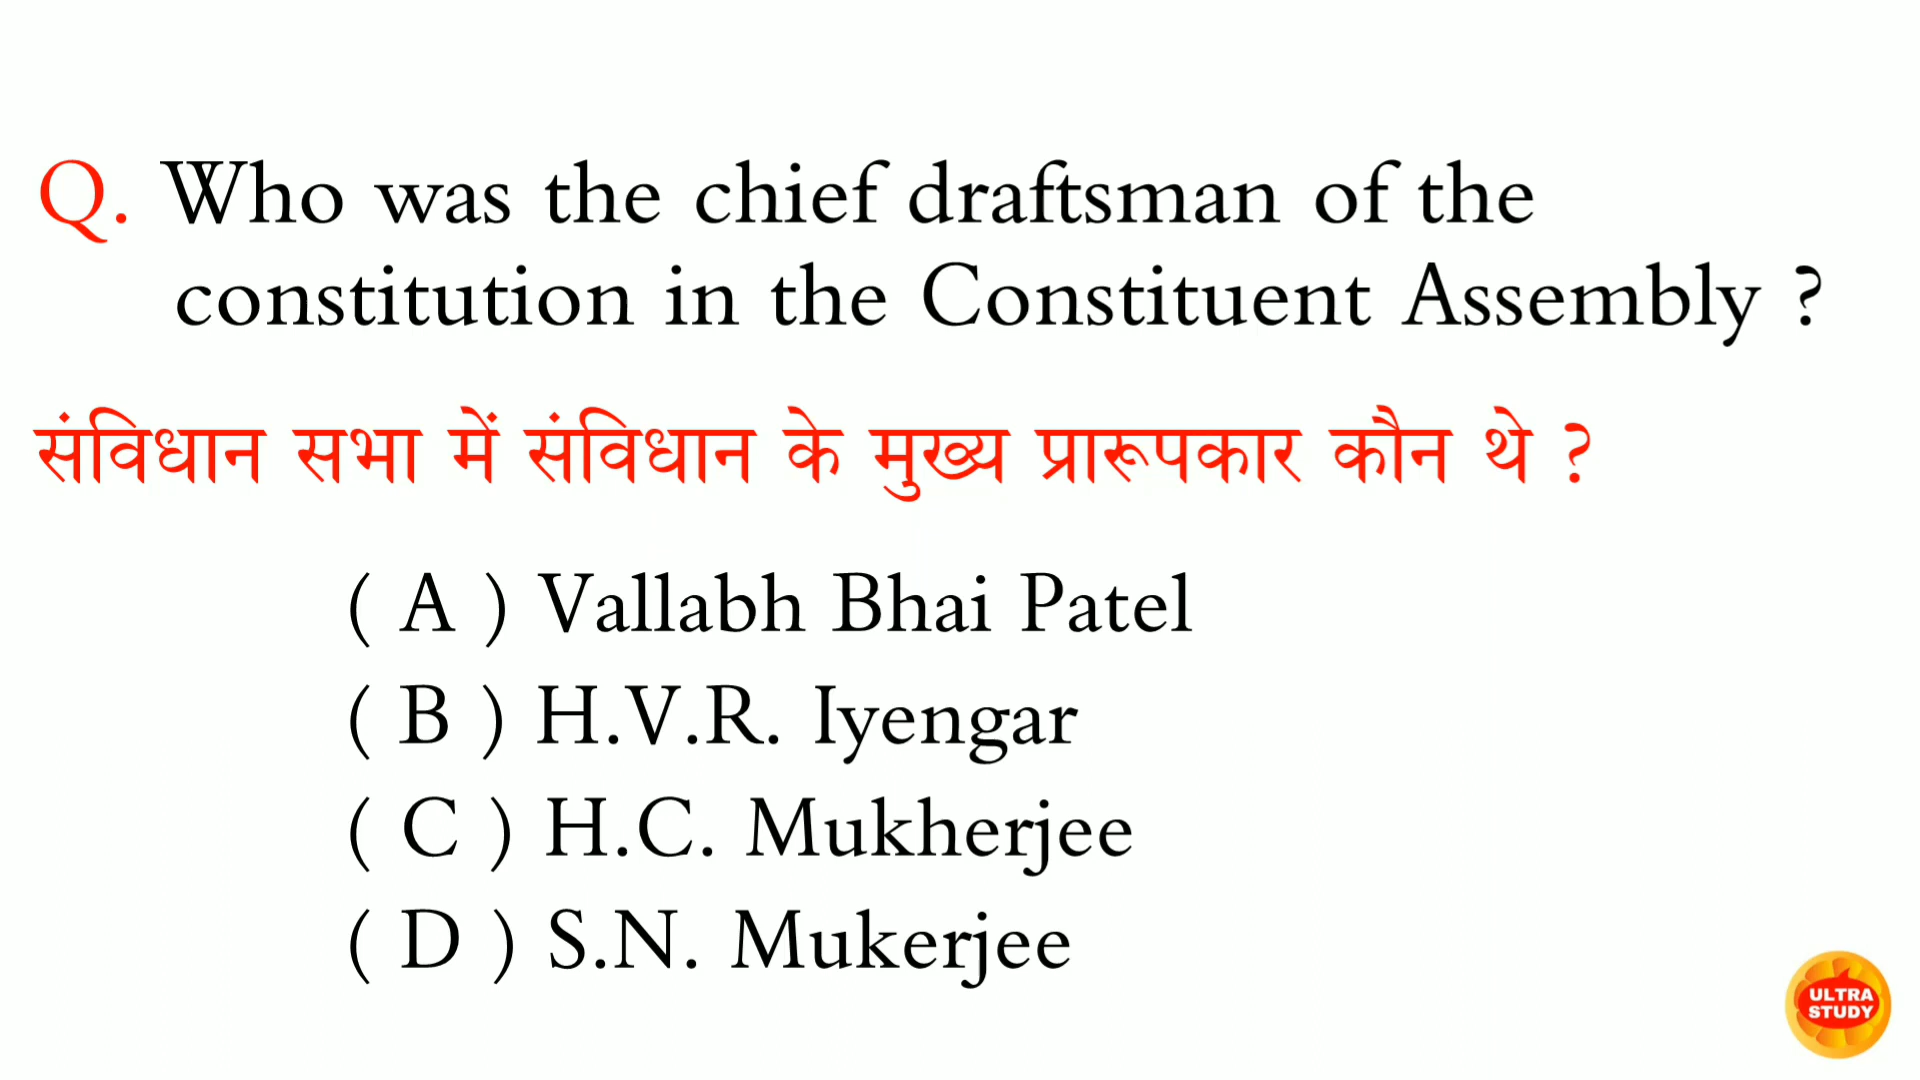 Q. Who was the chief draftsman of the
constitution in the Constituent Assembly ?
संविधान सभा में संविधान के मुख्य प्रारूपकार कौन थे ?
( A ) Vallabh Bhai Patel
( B ) H.V.R. Iyengar
( C ) H.C. Mukherjee
( D ) S.N. Mukerjee
ULTRA
STUDY